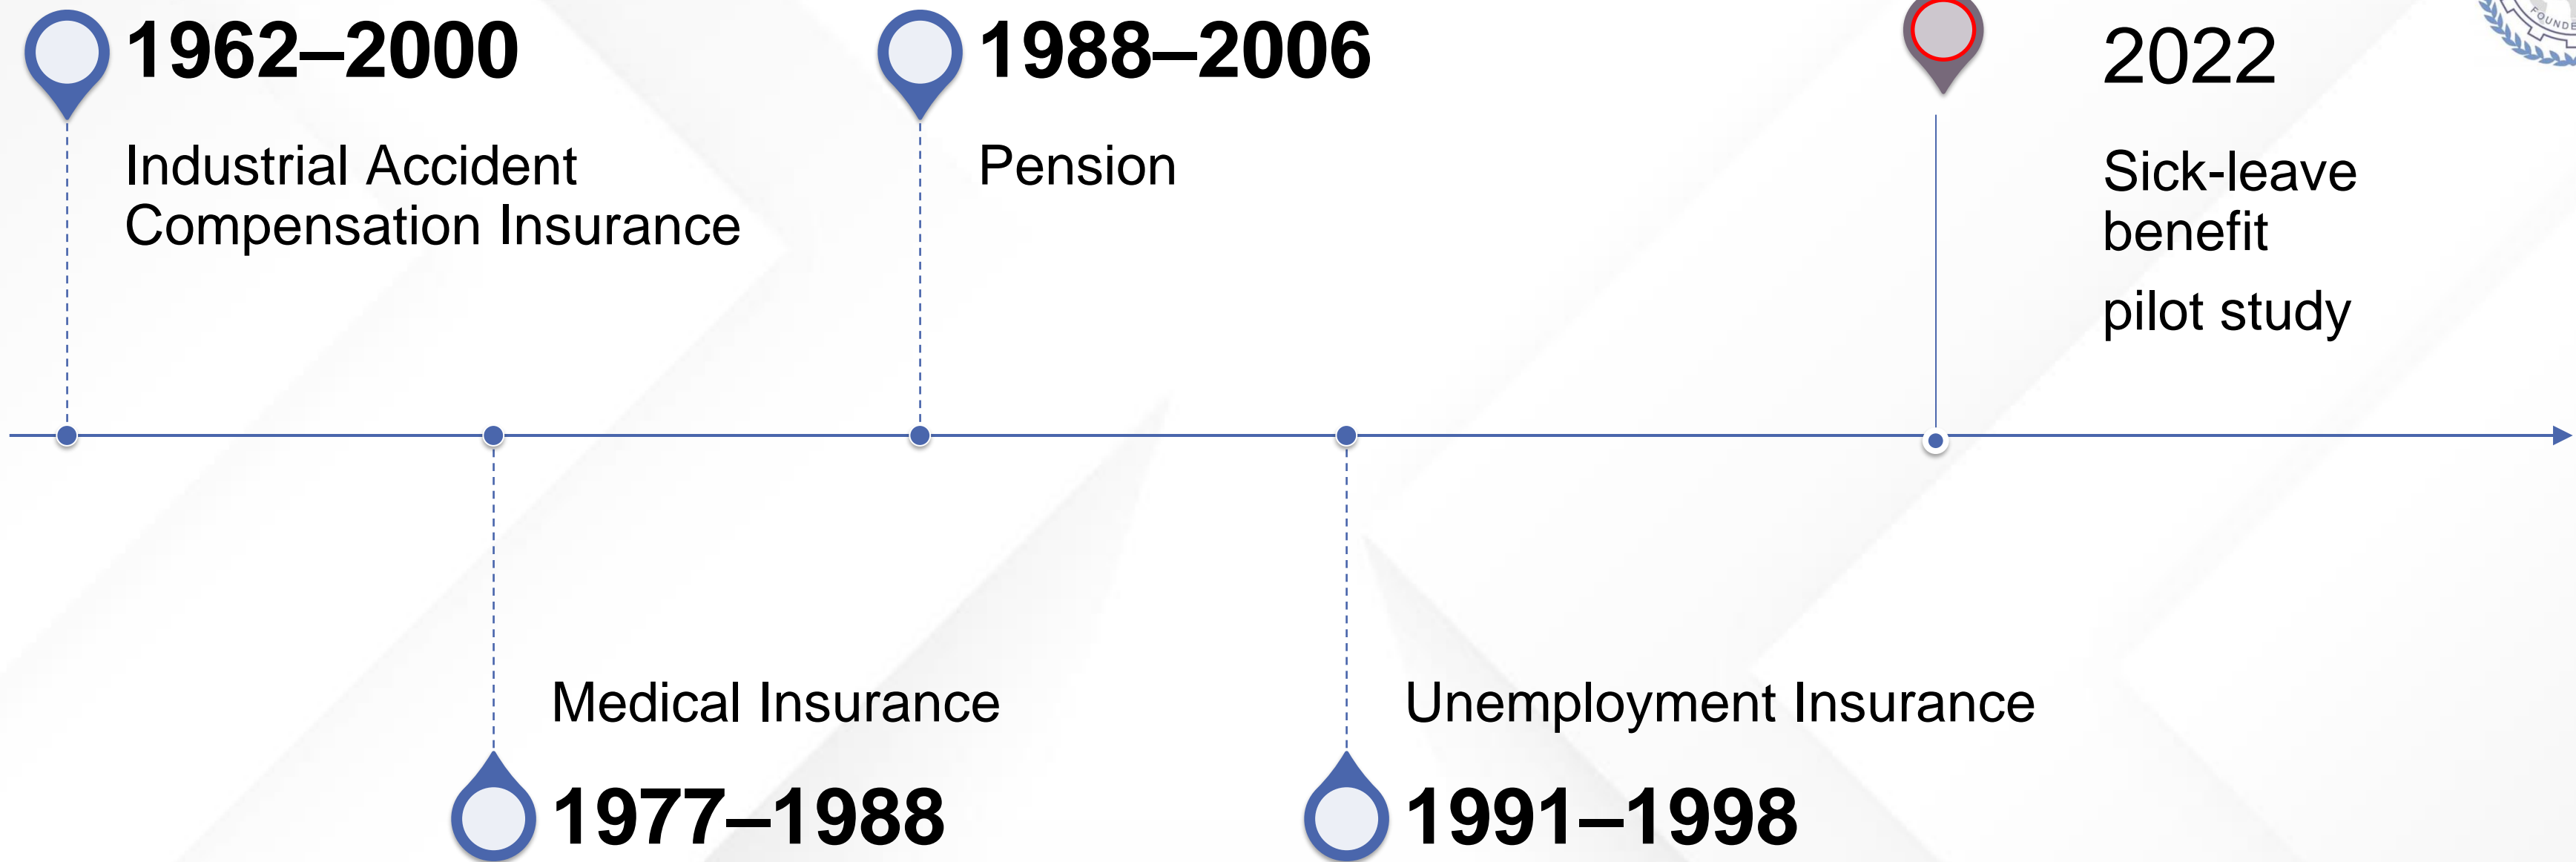 1962–2000
Industrial Accident
Compensation Insurance
1988–2006
Pension
2022
Sick-leave
benefit
pilot study
Medical Insurance
1977–1988
Unemployment Insurance
1991–1998